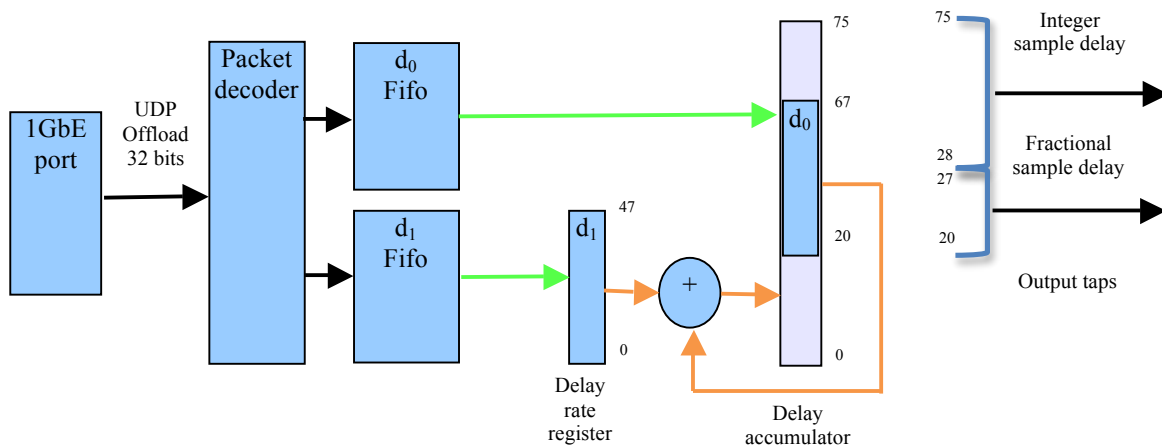 1GbE
port
UDP
Offload
32 bits
Packet
decoder
d₀
Fifo
d₁
Fifo
47
d₁
0
Delay
rate
register
+
75
67
d₀
20
0
Delay
accumulator
75
28
27
20
Integer
sample delay
Fractional
sample delay
Output taps